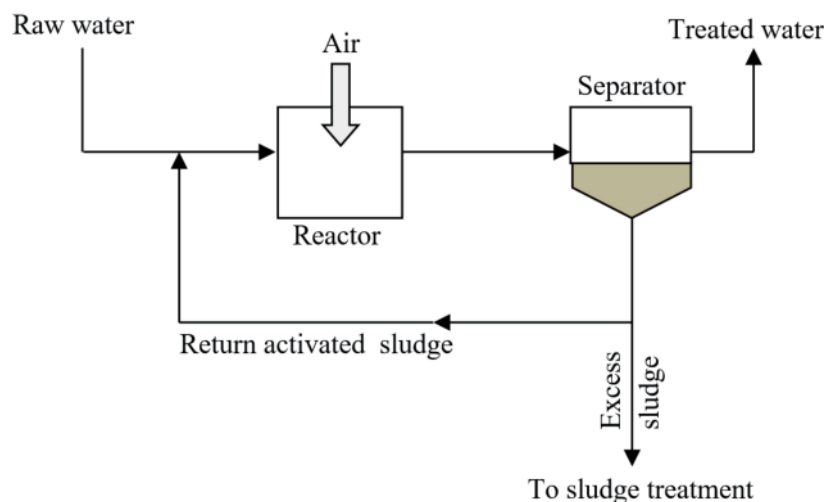 Raw water
Air
Treated water
Separator
Reactor
Return activated sludge
Excess
sludge
To sludge treatment